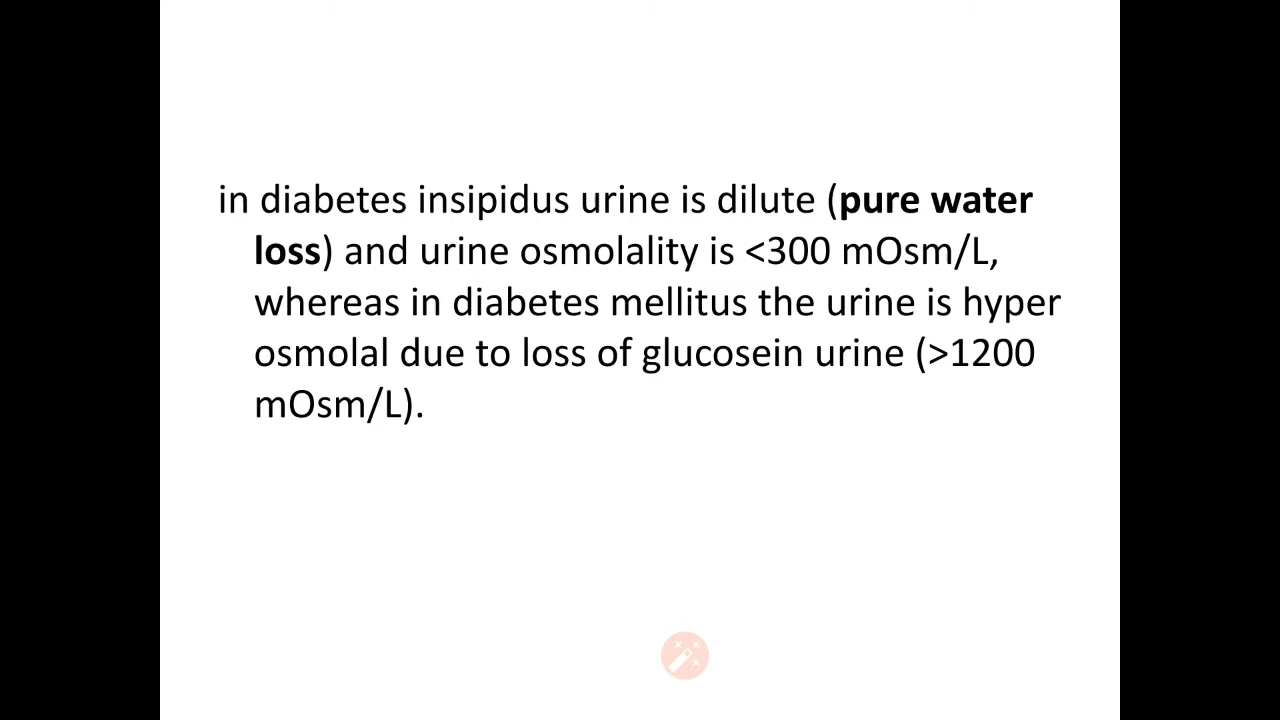 in diabetes insipidus urine is dilute (pure water
loss) and urine osmolality is <300 mOsm/L,
whereas in diabetes mellitus the urine is hyper
osmolal due to loss of glucosein urine (>1200
mOsm/L).